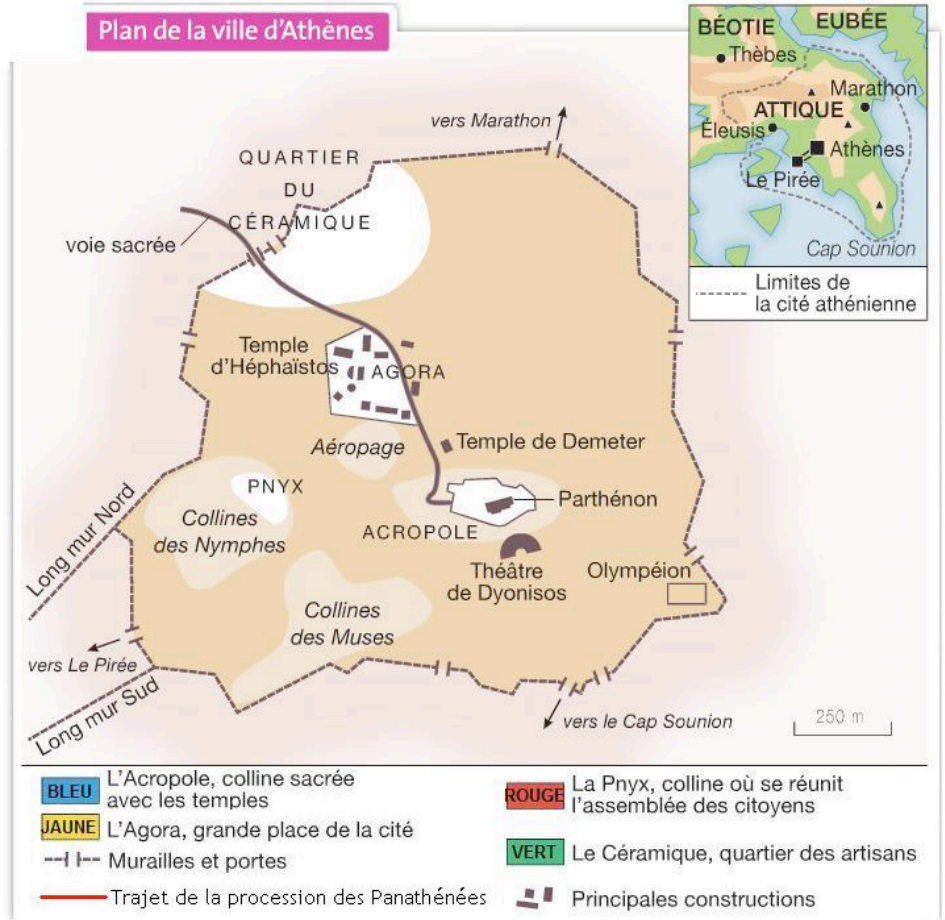 Plan de la ville d'Athènes
BÉOTIE
EUBÉE
Thèbes
Marathon
ATTIQUE
Éleusis
Athènes
Le Pirée
Cap Sounion
Limites de
la cité athénienne
vers Marathon
QUARTIER
DU
CÉRAMIQUE
voie sacrée
Temple
d'Héphaïstos
AGORA
Aéropage
Temple de Demeter
PNYX
Parthénon
Collines
des Nymphes
ACROPOLE
Long mur Nord
Théâtre
de Dyonisos
Olympéion
Collines
des Muses
vers Le Pirée
Long mur Sud
vers le Cap Sounion
250 m
BLEU
L'Acropole, colline sacrée
avec les temples
JAUNE
L'Agora, grande place de la cité
Murailles et portes
Trajet de la procession des Panathénées
ROUGE
La Pnyx, colline où se réunit
l'assemblée des citoyens
VERT
Le Céramique, quartier des artisans
Principales constructions